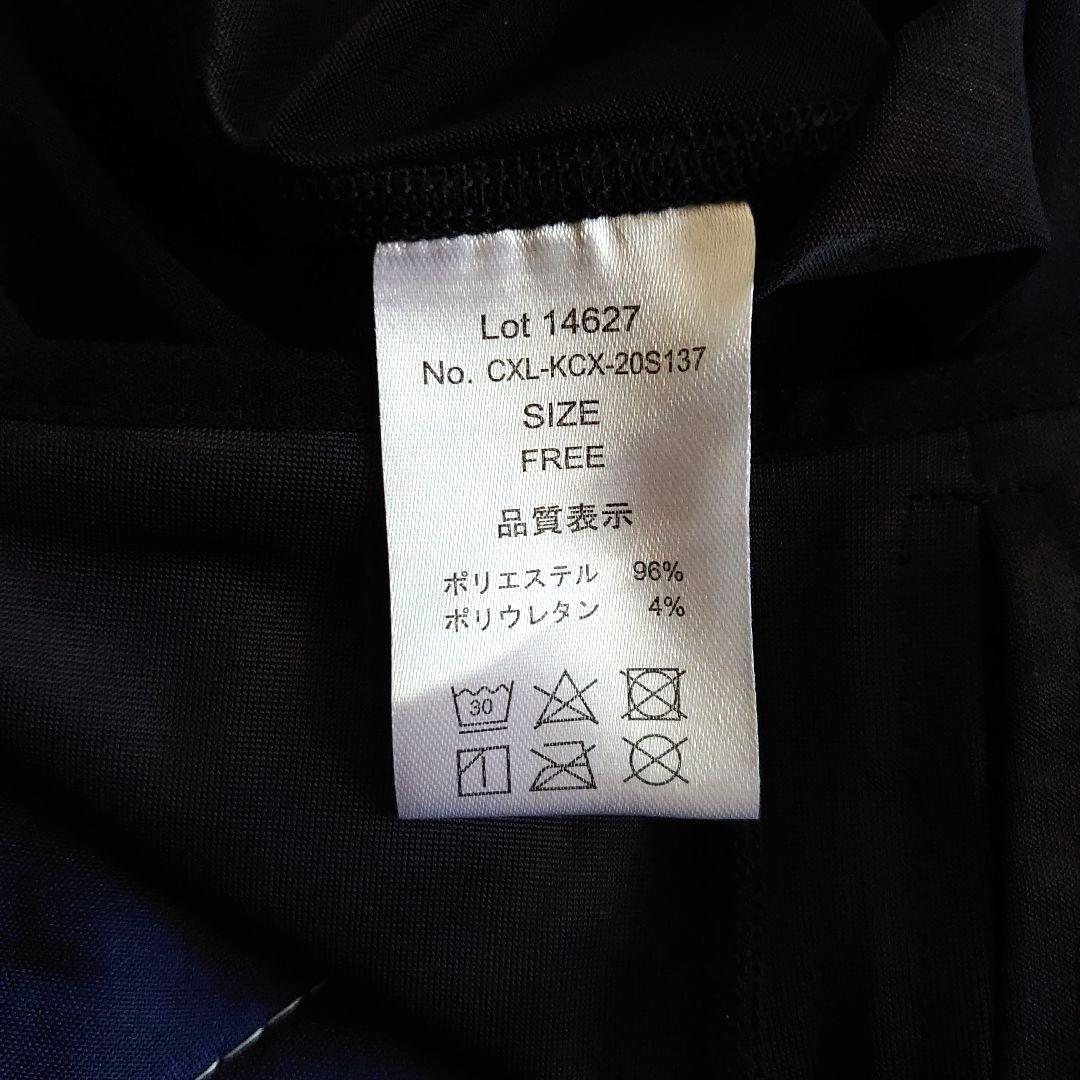 Lot 14627
No. CXL-KCX-20S137
SIZE
FREE
品質表示
ポリエステル 96%
ポリウレタン 4%
30